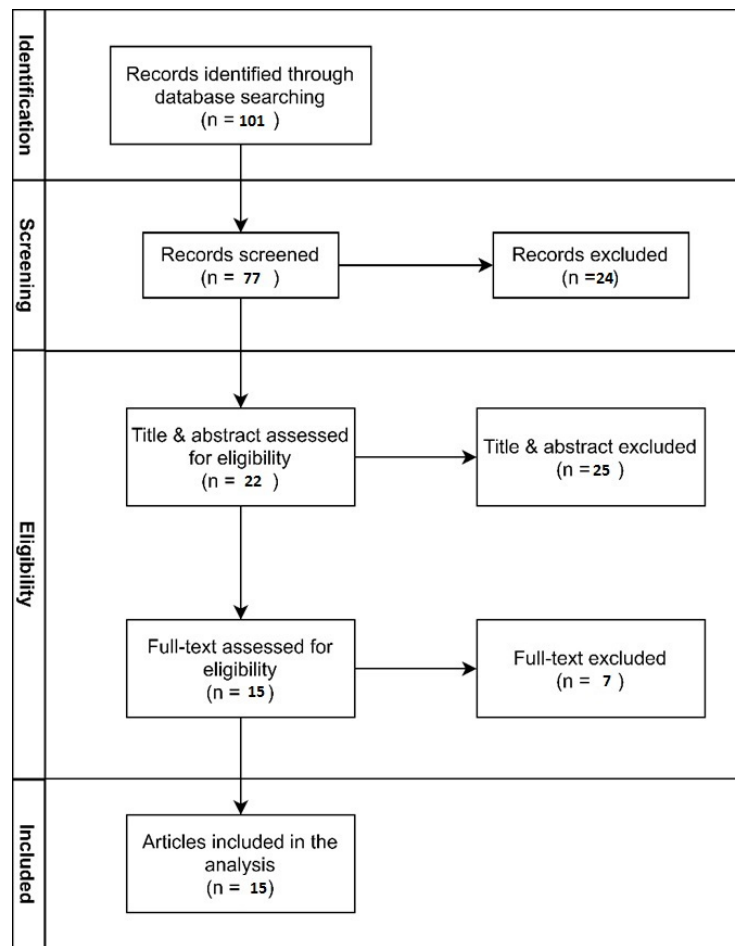 Identification
Records identified through
database searching
(n = 101 )
Screening
Records screened
(n = 77 )
Records excluded
(n =24)
Eligibility
Title & abstract assessed
for eligibility
(n = 22 )
Title & abstract excluded
(n =25 )
Full-text assessed for
eligibility
(n = 15)
Full-text excluded
(n = 7 )
Included
Articles included in the
analysis
(n = 15)